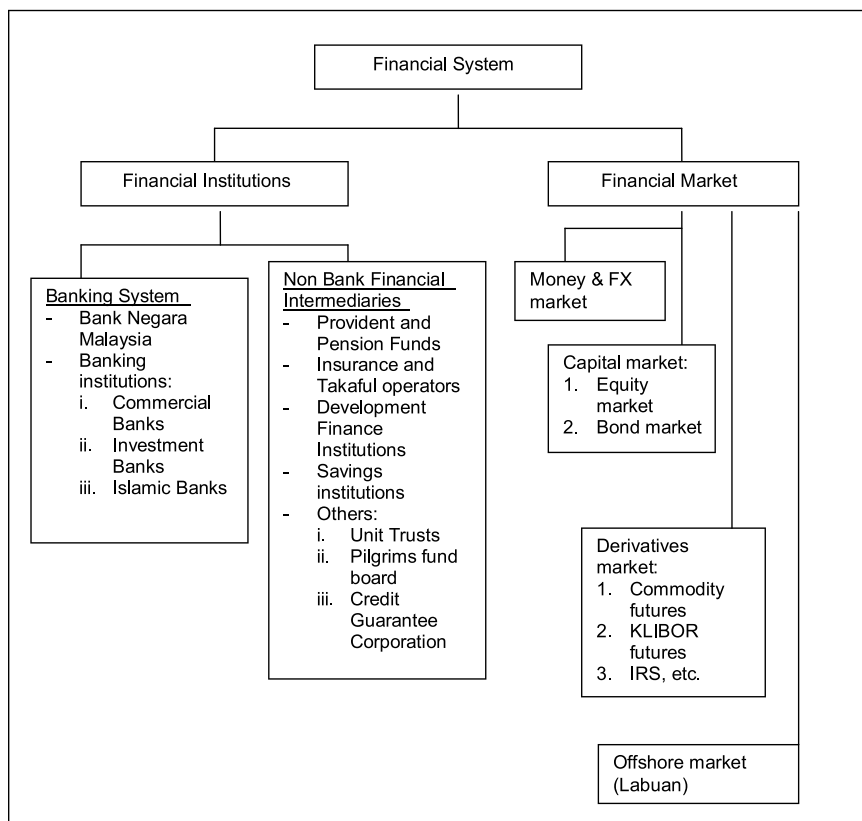 Financial System
Financial Institutions
Financial Market
Banking System
- Bank Negara
Malaysia
- Banking
institutions:
i. Commercial
Banks
ii. Investment
Banks
iii. Islamic Banks
Non Bank Financial
Intermediaries
- Provident and
Pension Funds
- Insurance and
Takaful operators
- Development
Finance
Institutions
- Savings
institutions
- Others:
i. Unit Trusts
ii. Pilgrims fund
board
iii. Credit
Guarantee
Corporation
Money & FX
market
Capital market:
1. Equity
market
2. Bond market
Derivatives
market:
1. Commodity
futures
2. KLIBOR
futures
3. IRS, etc.
Offshore market
(Labuan)